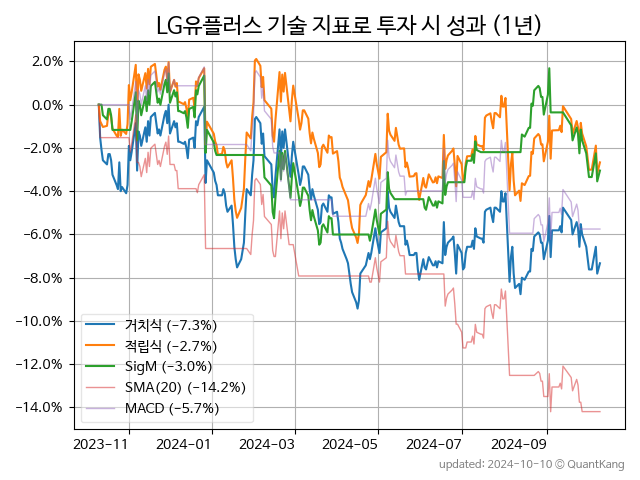 LG유플러스 기술 지표로 투자 시 성과 (1년)
2.0%
0.0%
−2.0%
−4.0%
−6.0%
−8.0%
−10.0%
−12.0%
−14.0%
거치식 (−7.3%)
적립식 (−2.7%)
SigM (−3.0%)
SMA(20) (−14.2%)
MACD (−5.7%)
2023−11 2024−01 2024−03 2024−05 2024−07 2024−09
updated: 2024-10-10 © QuantKang